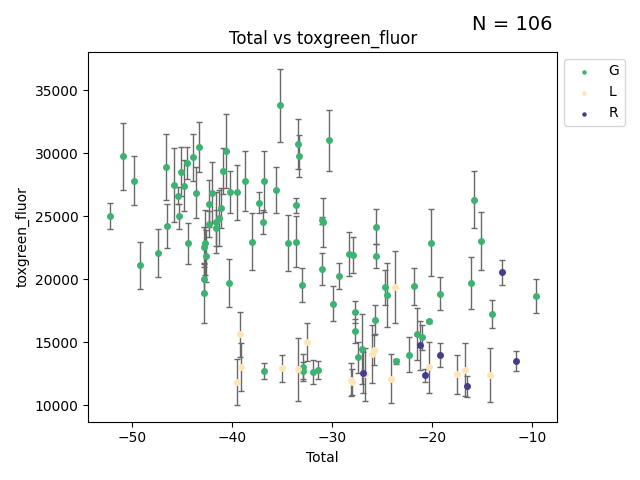 N = 106
Total vs toxgreen_fluor
G
L
R
35000
30000
25000
20000
15000
10000
toxgreen_fluor
−50
−40
−30
−20
−10
Total